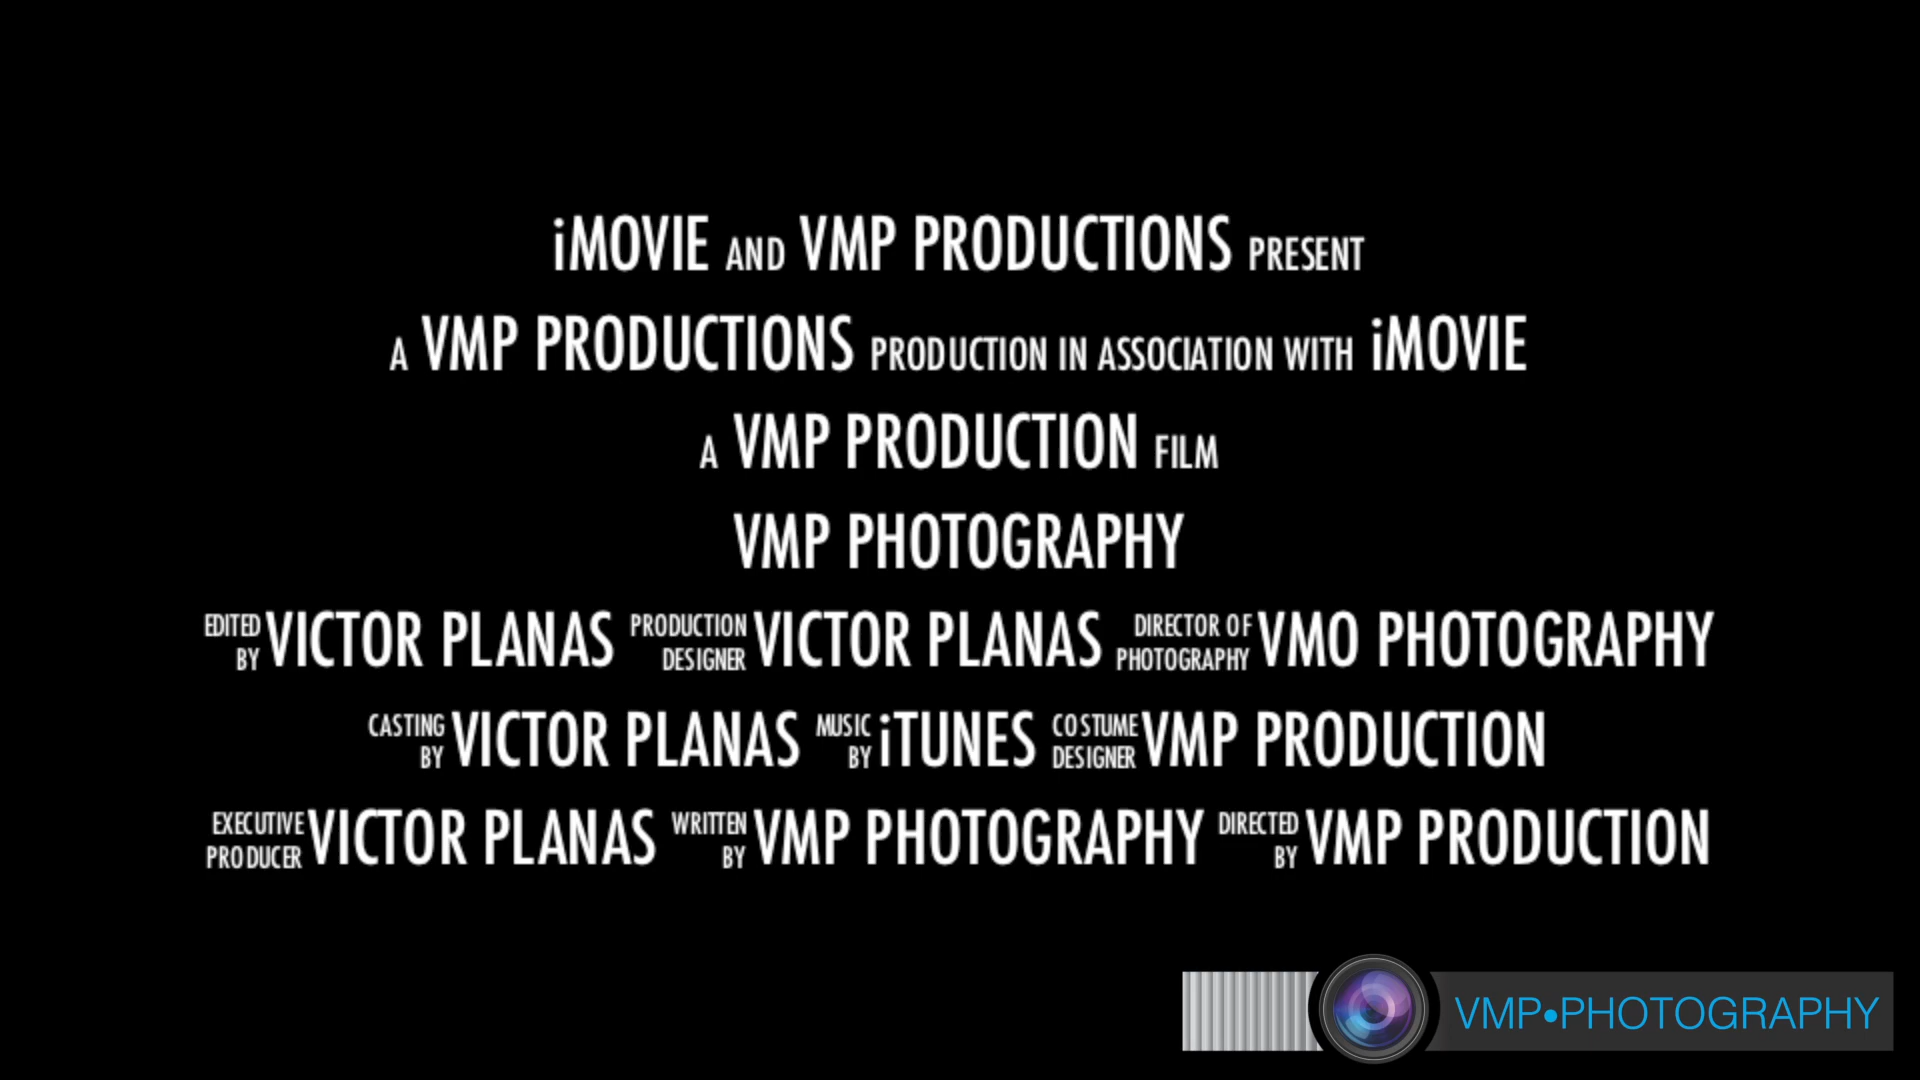 iMOVIE AND VMP PRODUCTIONS PRESENT
A VMP PRODUCTIONS PRODUCTION IN ASSOCIATION WITH iMOVIE
A VMP PRODUCTION FILM
VMP PHOTOGRAPHY
EDITED BY VICTOR PLANAS PRODUCTION DESIGNER VICTOR PLANAS DIRECTOR OF PHOTOGRAPHY VMO PHOTOGRAPHY
CASTING BY VICTOR PLANAS MUSIC BY iTUNES COSTUME DESIGNER VMP PRODUCTION
EXECUTIVE PRODUCER VICTOR PLANAS WRITTEN BY VMP PHOTOGRAPHY DIRECTED BY VMP PRODUCTION
VMP•PHOTOGRAPHY